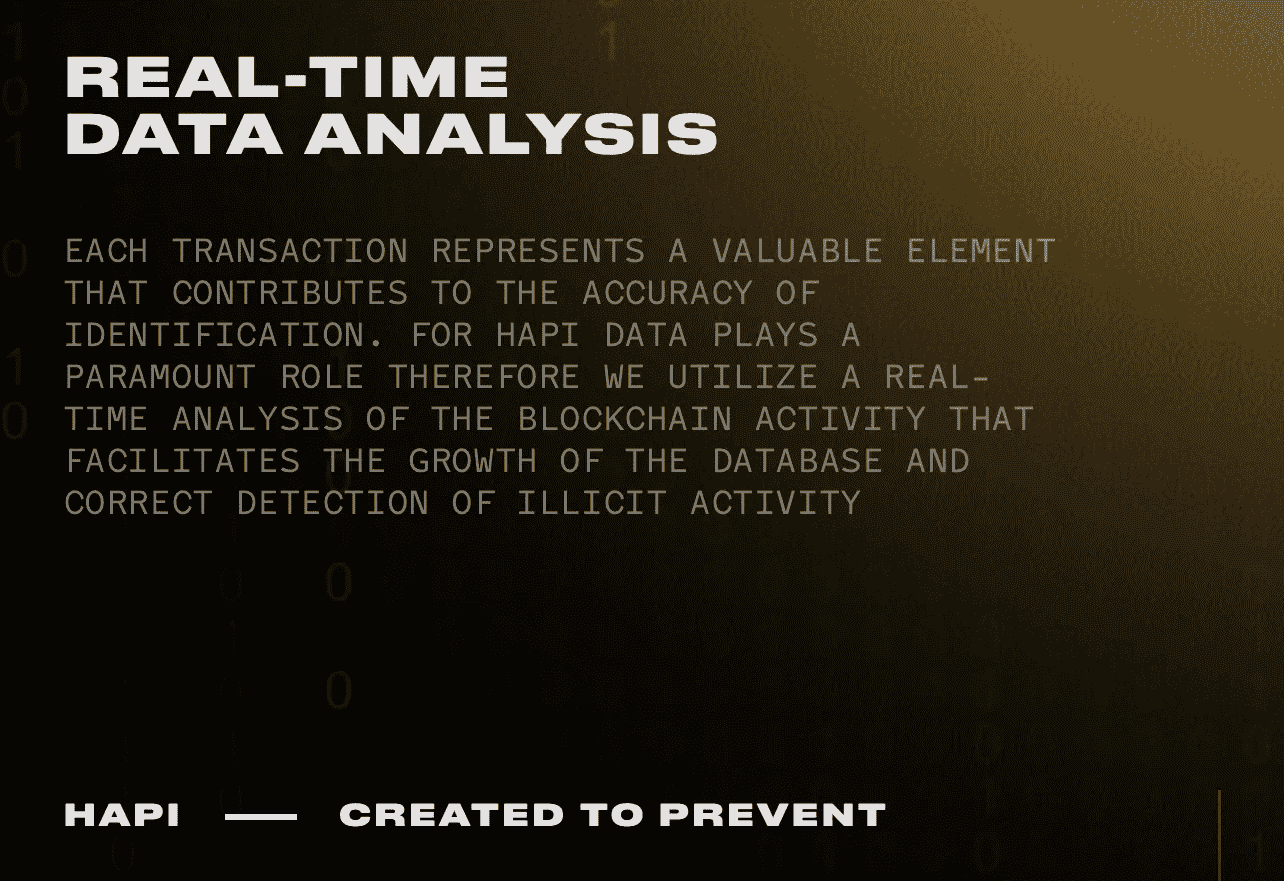 REAL-TIME
DATA ANALYSIS
EACH TRANSACTION REPRESENTS A VALUABLE ELEMENT
THAT CONTRIBUTES TO THE ACCURACY OF
IDENTIFICATION. FOR HAPI DATA PLAYS A
PARAMOUNT ROLE THEREFORE WE UTILIZE A REAL-
TIME ANALYSIS OF THE BLOCKCHAIN ACTIVITY THAT
FACILITATES THE GROWTH OF THE DATABASE AND
CORRECT DETECTION OF ILLICIT ACTIVITY
HAPI — CREATED TO PREVENT